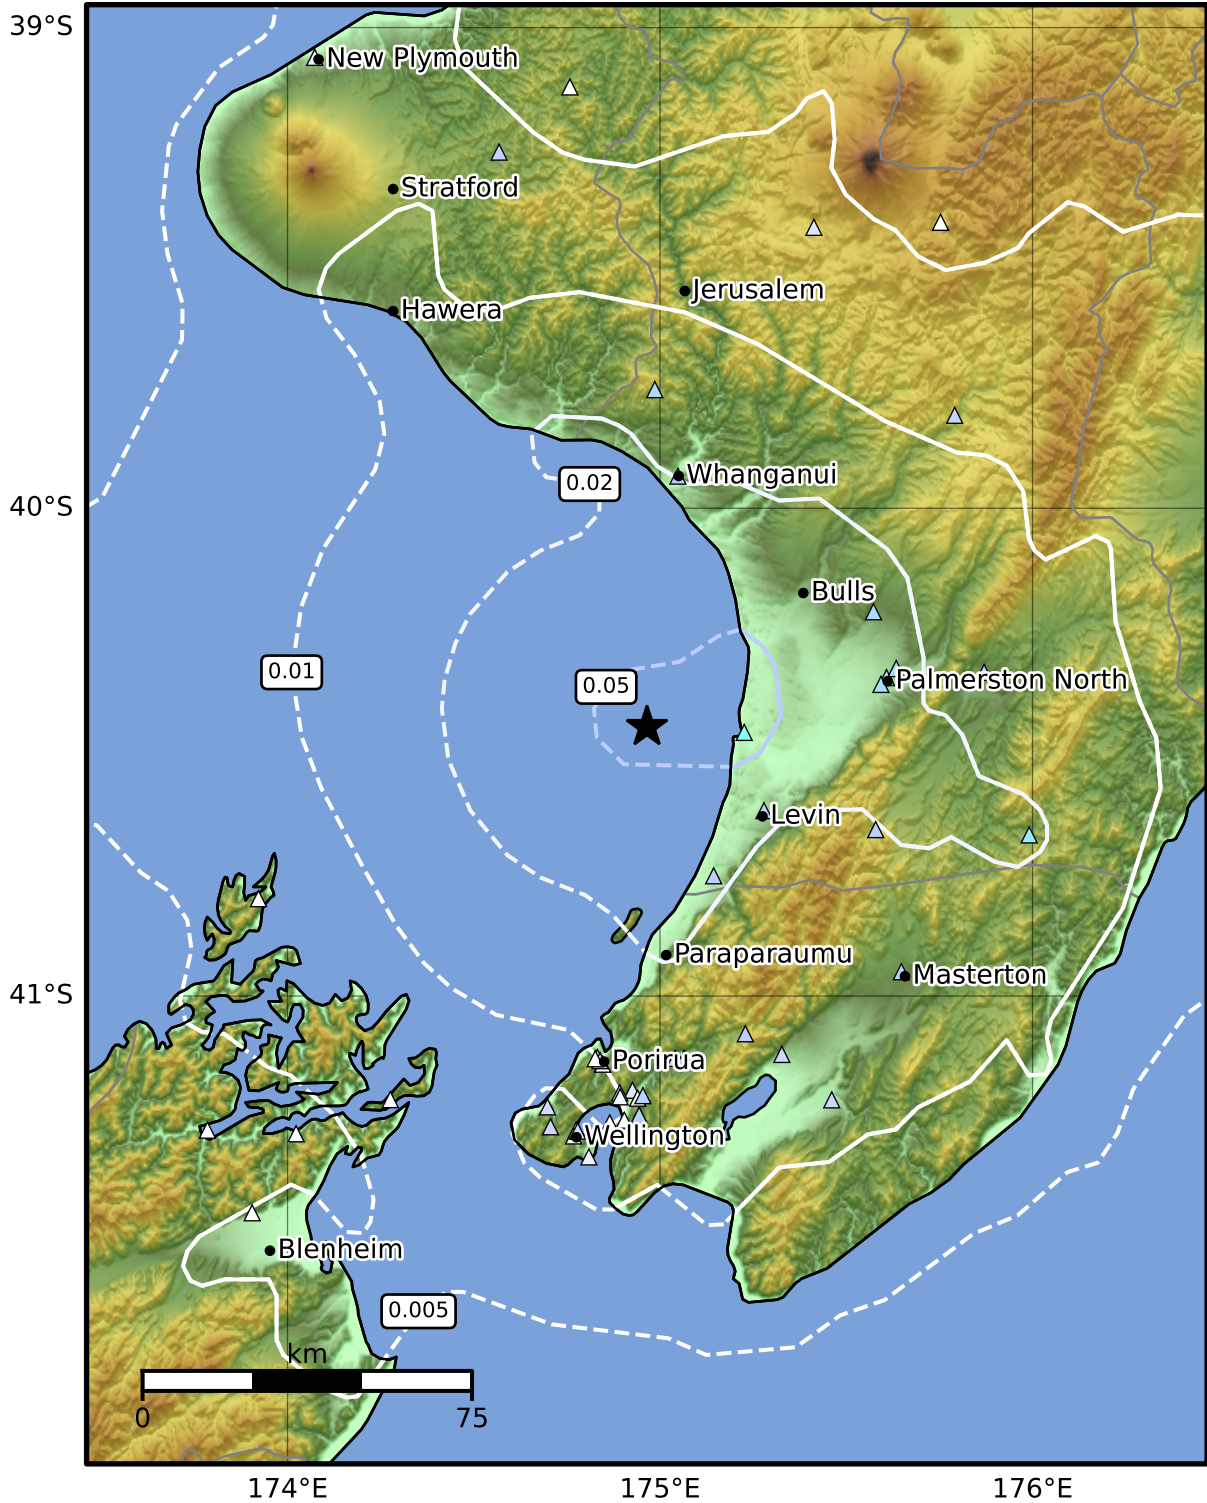 39°S
New Plymouth
Stratford
Jerusalem
Hawera
Whanganui
0.02
40°S
Bulls
0.01
Palmerston North
0.05
Levin
Paraparaumu
Masterton
41°S
Porirua
Wellington
Blenheim
0.005
km
0 75
174°E 175°E 176°E